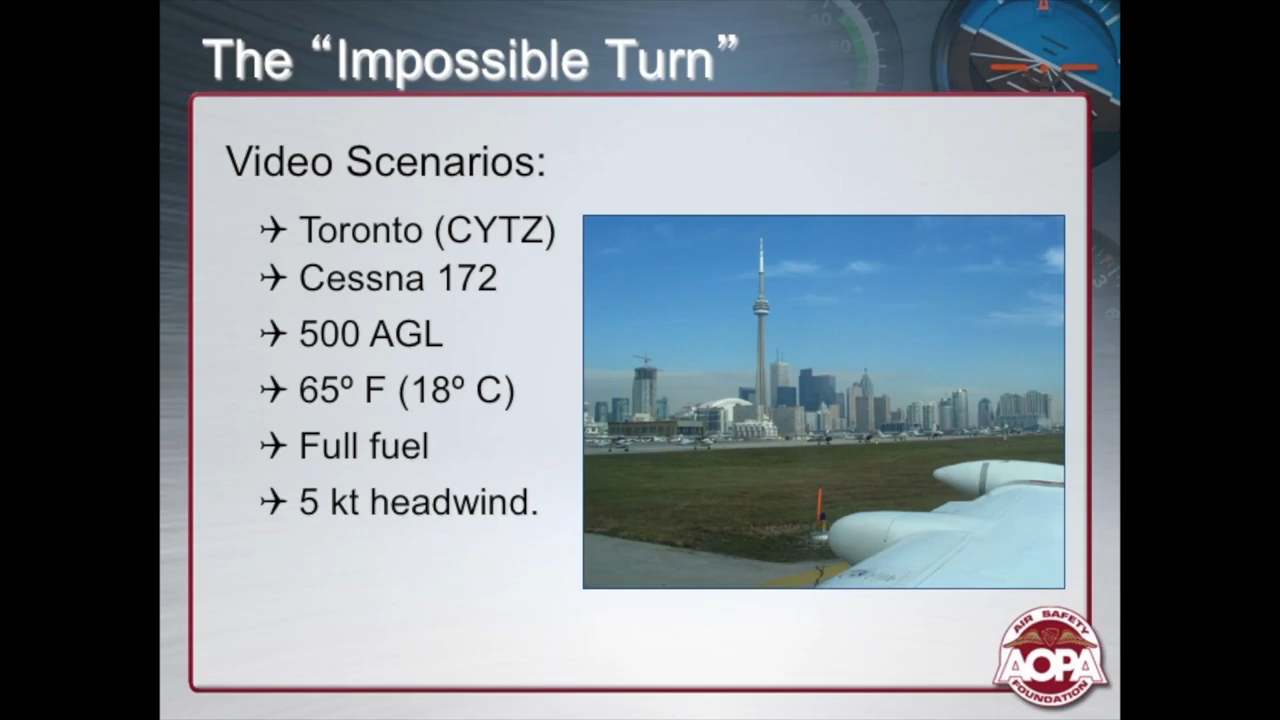 The “Impossible Turn”
Video Scenarios:
✈ Toronto (CYTZ)
✈ Cessna 172
✈ 500 AGL
✈ 65º F (18º C)
✈ Full fuel
✈ 5 kt headwind.
AIR SAFETY
AOPA
FOUNDATION